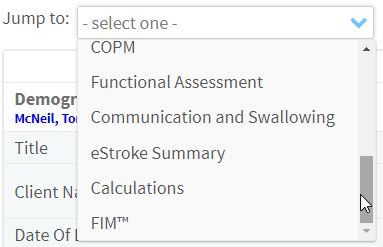 Jump to: - select one -
COPM
Functional Assessment
Demogr
Communication and Swallowing
McNeil, Tor
Title
eStroke Summary
Client Na
Calculations
Date Of
FIM™